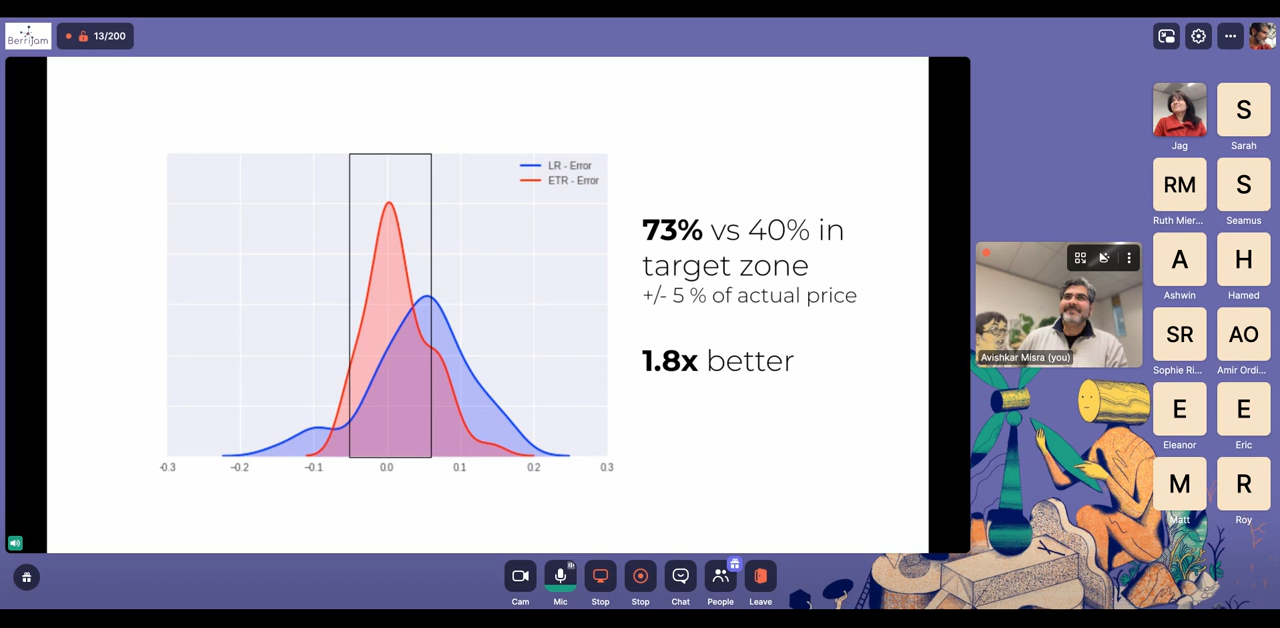 Berrijam
13/200
LR - Error
ETR - Error
-0.3
-0.2
-0.1
0.0
0.1
0.2
0.3
73% vs 40% in
target zone
+/- 5 % of actual price
1.8x better
Avishkar Misra (you)
Jag
S
Sarah
RM
Ruth Mier...
S
Seamus
A
Ashwin
H
Hamed
SR
Sophie Ri...
AO
Amir Ordi...
E
Eleanor
E
Eric
M
Matt
R
Roy
Cam
Mic
Stop
Stop
Chat
People
Leave